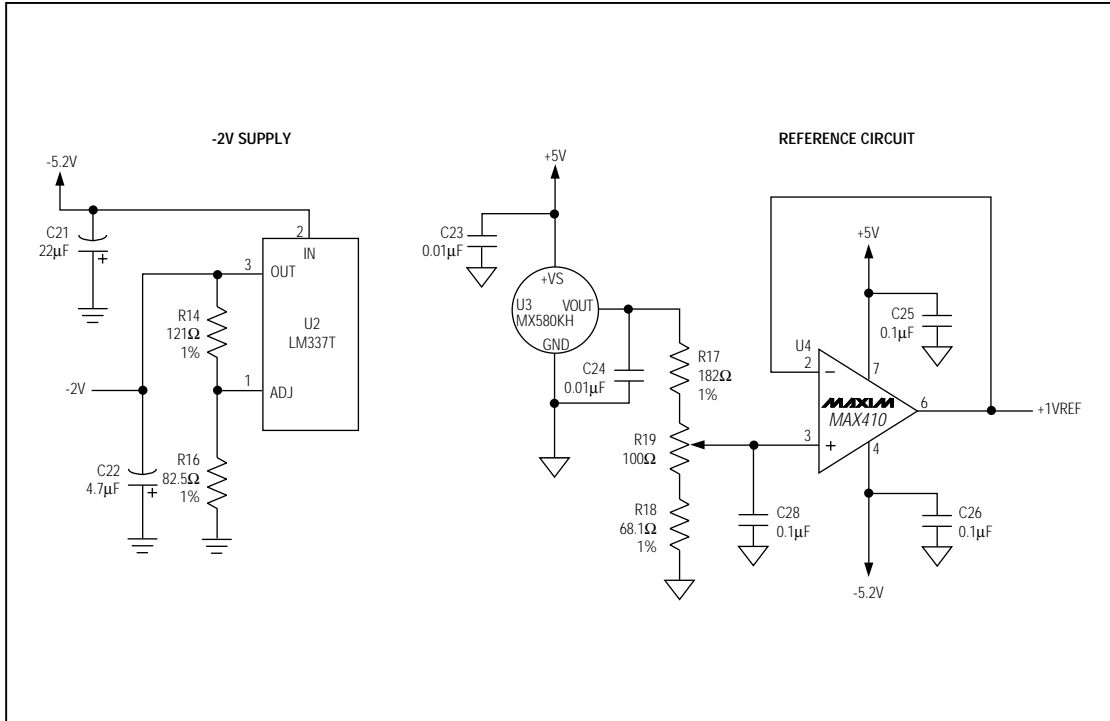 -2V SUPPLY
-5.2V
C21
22µF
+
2
IN
3
OUT
R14
121Ω
1%
U2
LM337T
1
ADJ
-2V
C22
4.7µF
+
R16
82.5Ω
1%
REFERENCE CIRCUIT
+5V
C23
0.01µF
+VS
U3
MX580KH
VOUT
GND
C24
0.01µF
R17
182Ω
1%
R19
100Ω
R18
68.1Ω
1%
C28
0.1µF
+5V
C25
0.1µF
U4
2
−
7
MAXIM
MAX410
6
+1VREF
3
+
4
C26
0.1µF
-5.2V